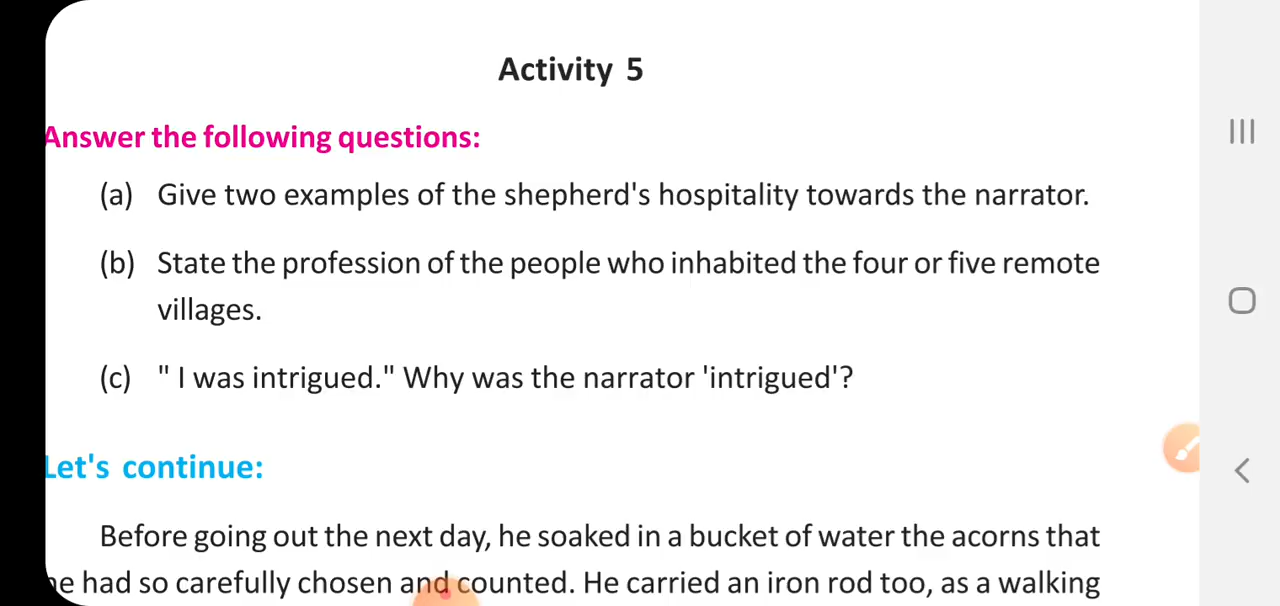 Activity 5
Answer the following questions:
(a) Give two examples of the shepherd's hospitality towards the narrator.
(b) State the profession of the people who inhabited the four or five remote
villages.
(c) " I was intrigued." Why was the narrator 'intrigued'?
Let's continue:
Before going out the next day, he soaked in a bucket of water the acorns that
he had so carefully chosen and counted. He carried an iron rod too, as a walking